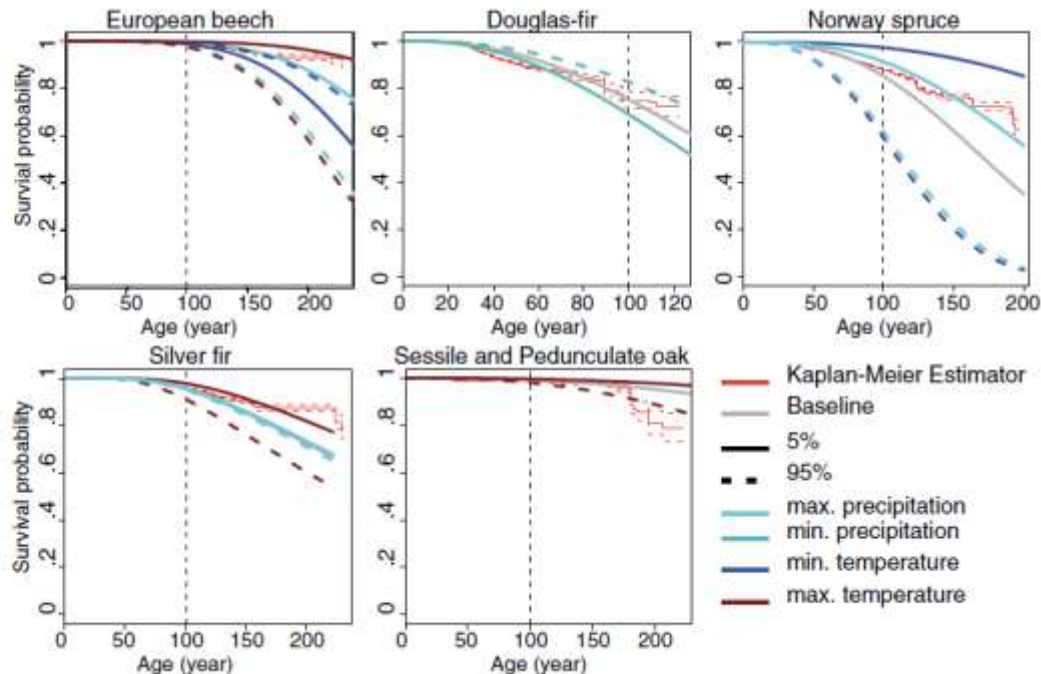 European beech
Douglas-fir
Norway spruce
Survial probability
0 .2 .4 .6 .8 1
0 .2 .4 .6 .8 1
0 .2 .4 .6 .8 1
0 50 100 150 200
0 20 40 60 80 100 120
0 50 100 150 200
Age (year)
Age (year)
Age (year)
Silver fir
Sessile and Pedunculate oak
Survival probability
0 .2 .4 .6 .8 1
0 .2 .4 .6 .8 1
0 50 100 150 200
0 50 100 150 200
Age (year)
Age (year)
Kaplan-Meier Estimator
Baseline
5%
95%
max. precipitation
min. precipitation
min. temperature
max. temperature